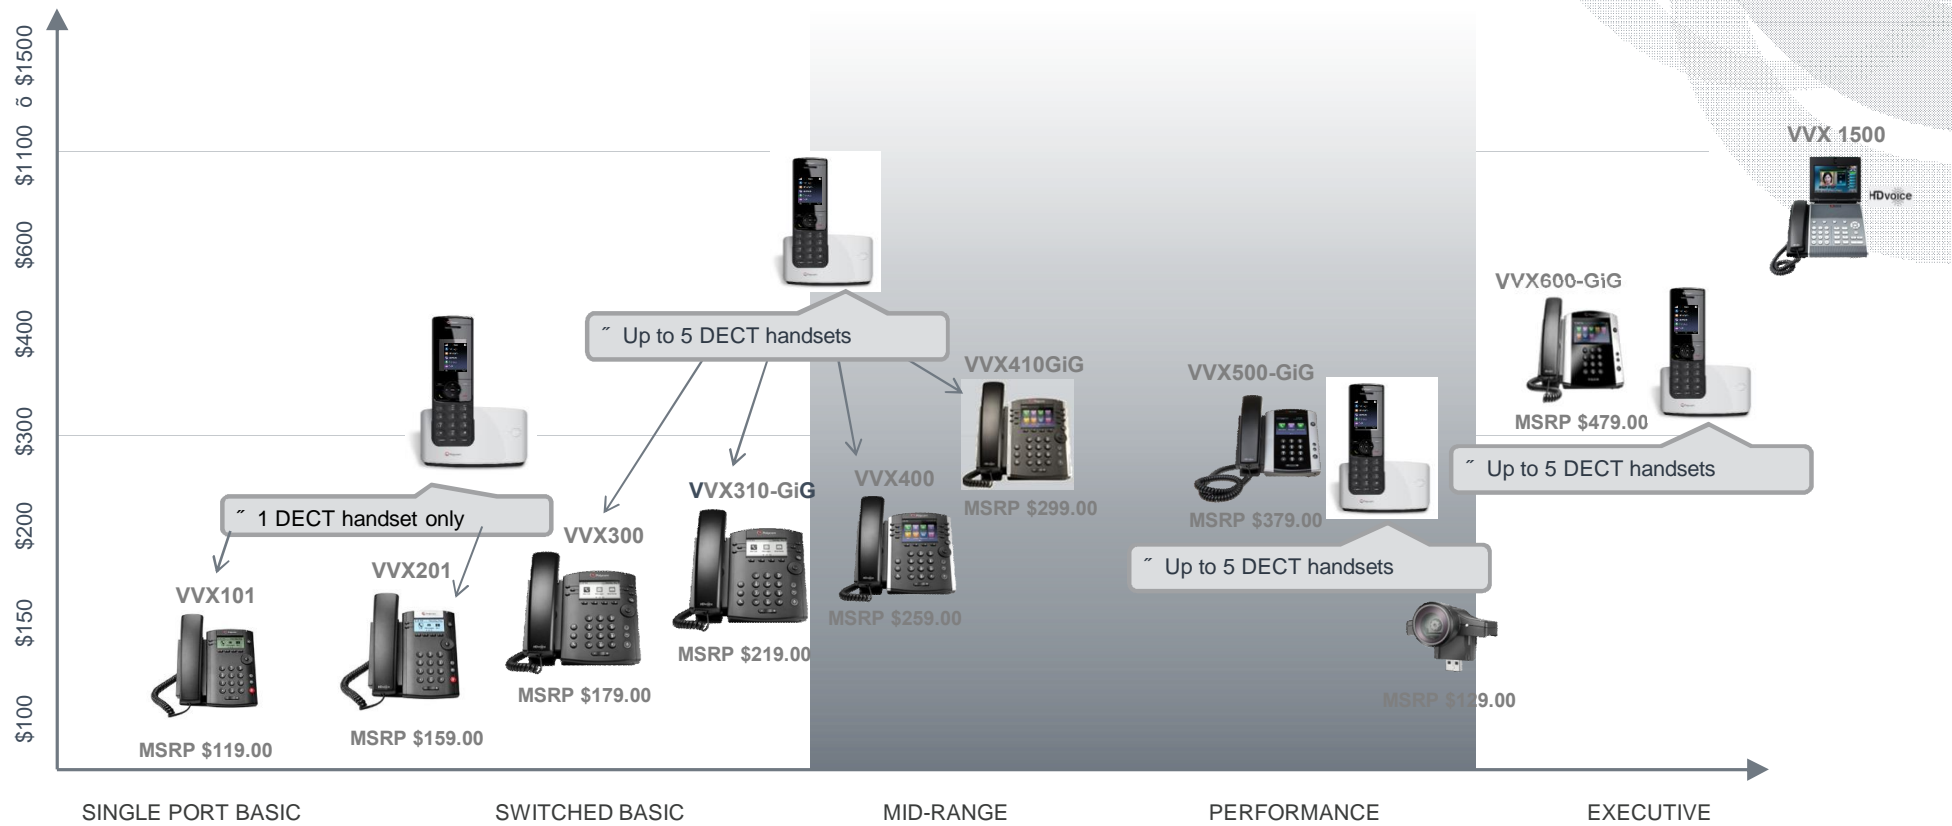 $1500
õ
$1100
$600
$400
$300
$200
$150
$100
VVX 1500
HDvoice
VVX600-GiG
MSRP $479.00
˝ Up to 5 DECT handsets
˝ Up to 5 DECT handsets
VVX410GiG
MSRP $299.00
VVX500-GiG
MSRP $379.00
˝ Up to 5 DECT handsets
VVX400
MSRP $259.00
VVX310-GiG
MSRP $219.00
˝ 1 DECT handset only
VVX300
MSRP $179.00
VVX201
MSRP $159.00
VVX101
MSRP $119.00
MSRP $129.00
SINGLE PORT BASIC
SWITCHED BASIC
MID-RANGE
PERFORMANCE
EXECUTIVE